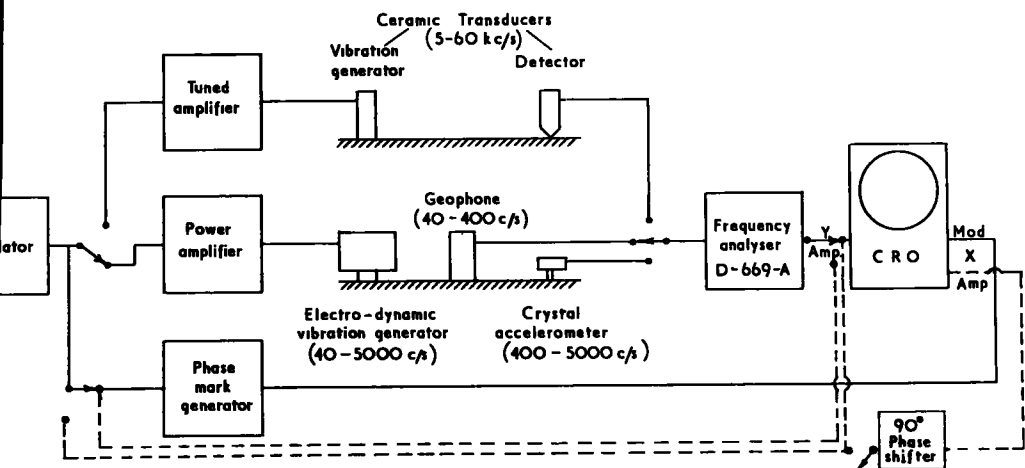 Ceramic Transducers
(5-60 kc/s)
Vibration
generator
Detector
Tuned
amplifier
Geophone
(40 - 400 c/s)
Power
amplifier
lator
Frequency
analyser
D-669-A
Y
Amp
CRO
Mod
X
Amp
Electro-dynamic
vibration generator
(40-5000 c/s)
Crystal
accelerometer
(400 - 5000 c/s)
Phase
mark
generator
90°
Phase
shifter